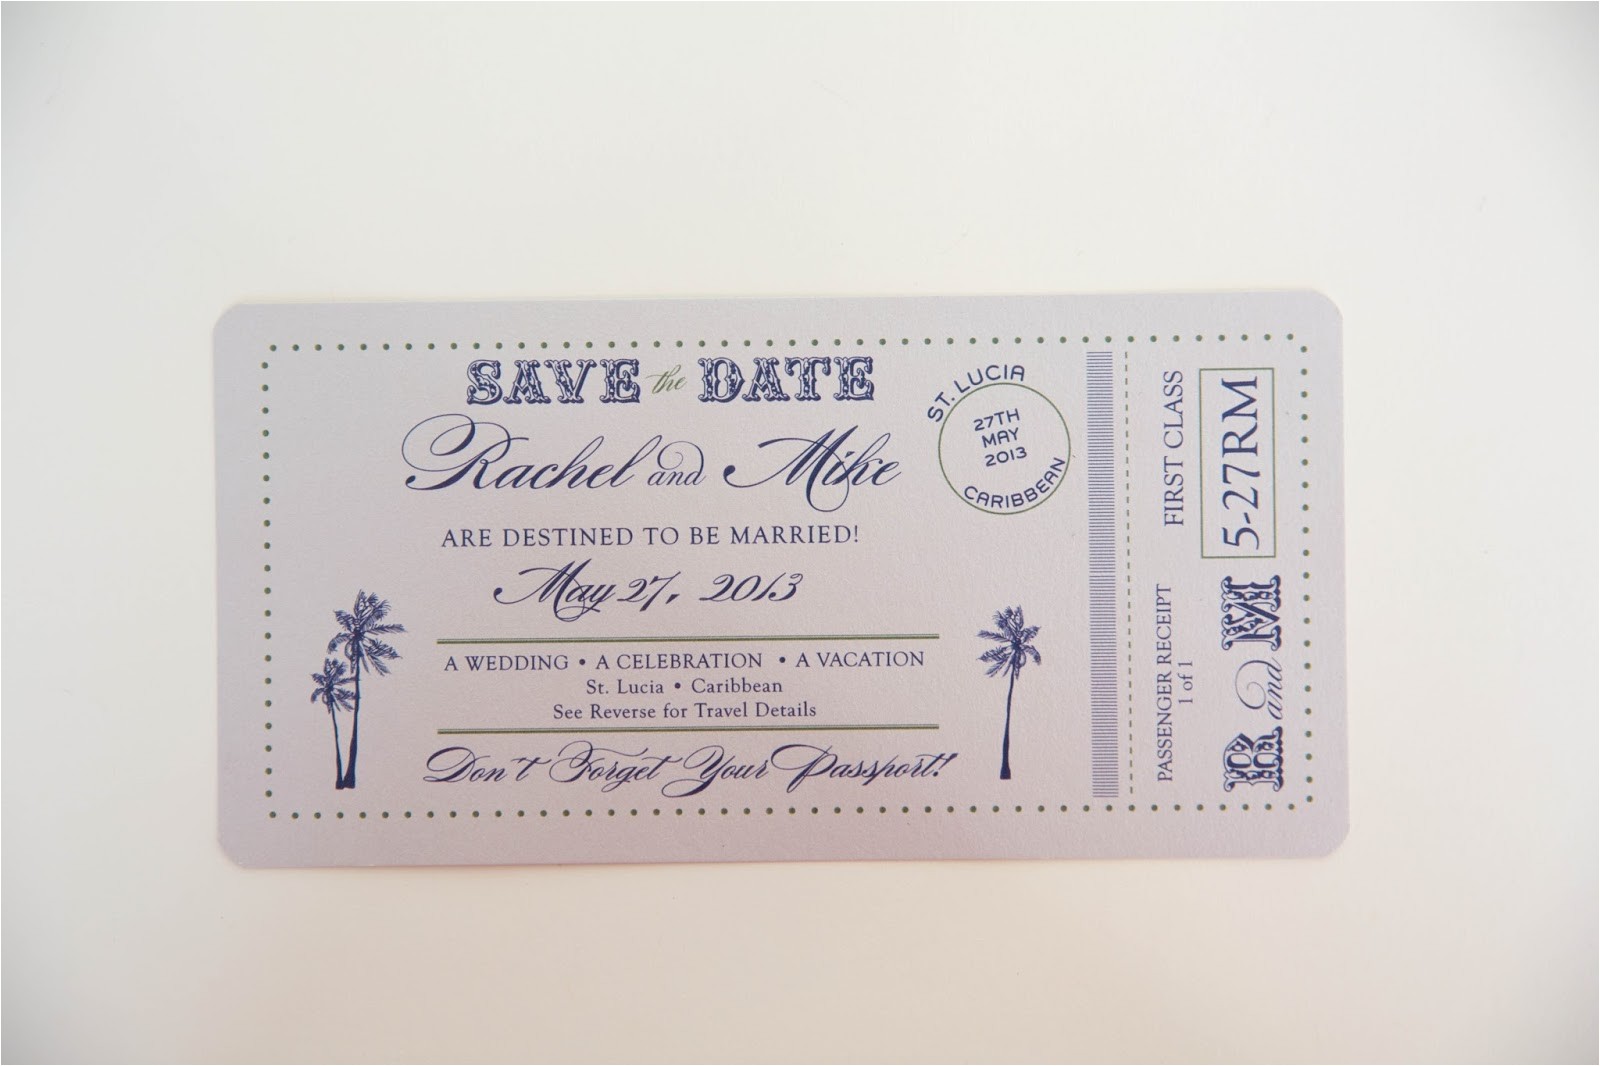 SAVE the DATE
Rachel and Mike
ARE DESTINED TO BE MARRIED!
May 27, 2013
A WEDDING • A CELEBRATION • A VACATION
St. Lucia • Caribbean
See Reverse for Travel Details
Don't Forget Your Passport!
ST. LUCIA
27TH
MAY
2013
CARIBBEAN
FIRST CLASS
5-27RM
PASSENGER RECEIPT
1 of 1
R and M